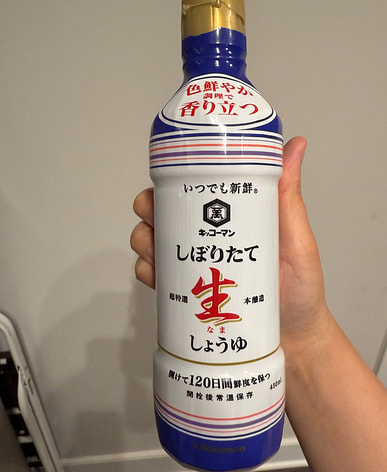 色鮮やか
調理で
香り立つ
いつでも新鮮®
萬
キッコーマン
しぼりたて
超特選 生 本醸造
なま
しょうゆ
開けて120日間鮮度を保つ
開栓後常温保存
450ml
kikkoman